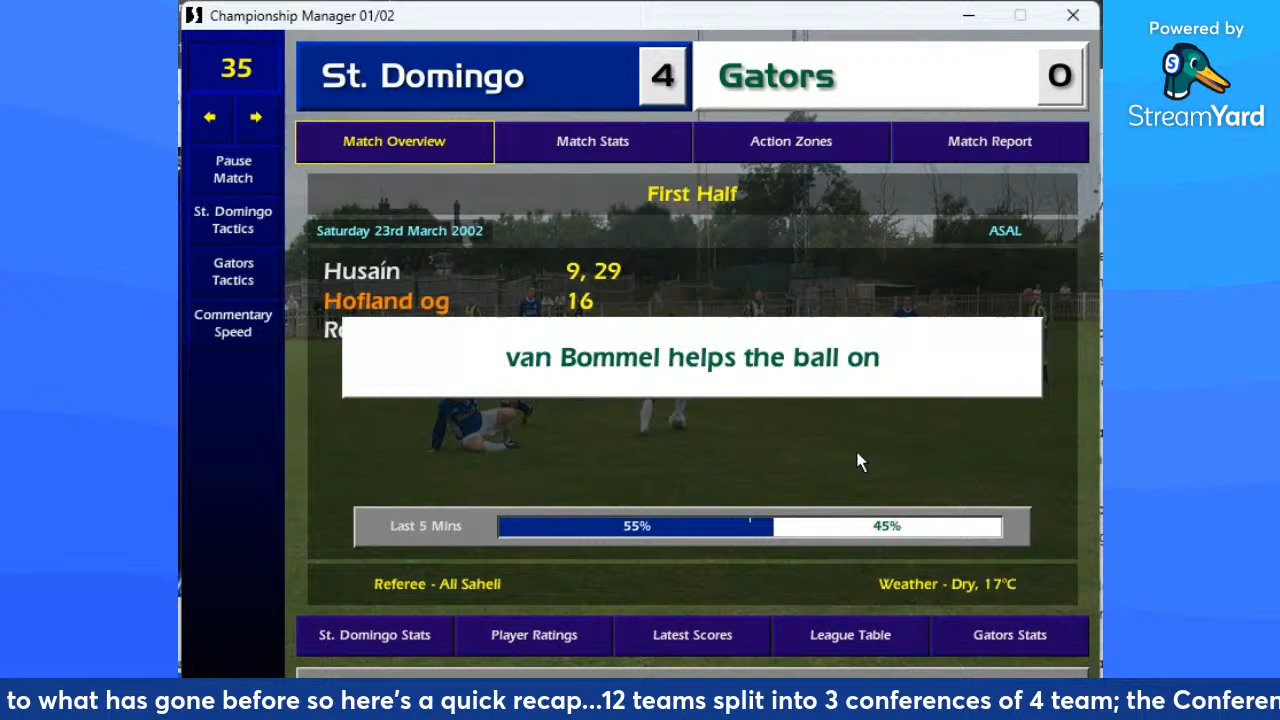 Championship Manager 01/02
Powered by
StreamYard
35
St. Domingo 4 Gators 0
Match Overview Match Stats Action Zones Match Report
Pause
Match
St. Domingo
Tactics
Gators
Tactics
Commentary
Speed
First Half
Saturday 23rd March 2002 ASAL
Husaín 9, 29
Hofland og 16
van Bommel helps the ball on
Last 5 Mins 55% 45%
Referee - Ali Saheli Weather - Dry, 17°C
St. Domingo Stats Player Ratings Latest Scores League Table Gators Stats
to what has gone before so here's a quick recap...12 teams split into 3 conferences of 4 team; the Conferen